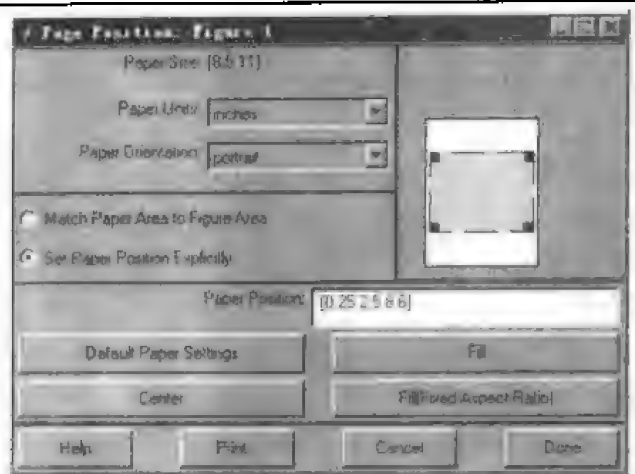 Page Position: Figure 1
Paper Size: [8.5 11]
Paper Units: inches
Paper Orientation: portrait
Match Paper Area to Figure Area
Set Paper Position Explicitly
Paper Position: [0.25 2.5 8 6]
Default Paper Settings Fill
Center Fill(Fixed Aspect Ratio)
Help Print Cancel Done